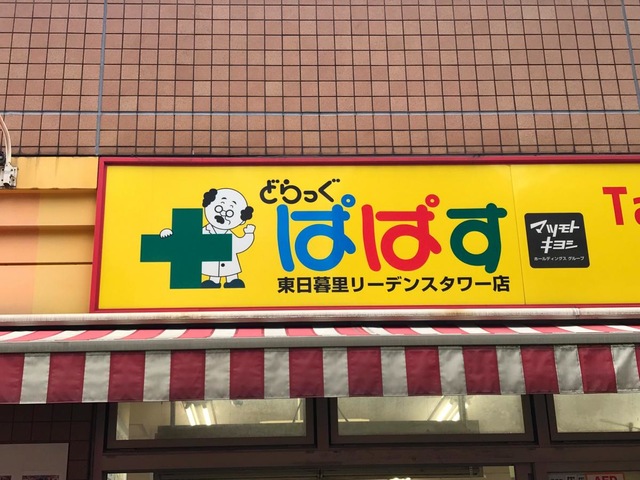 どらっぐ
ぱぱす
東日暮里リーデンスタワー店
マツモト
キヨシ
ホールディングス グループ
Ta
AED